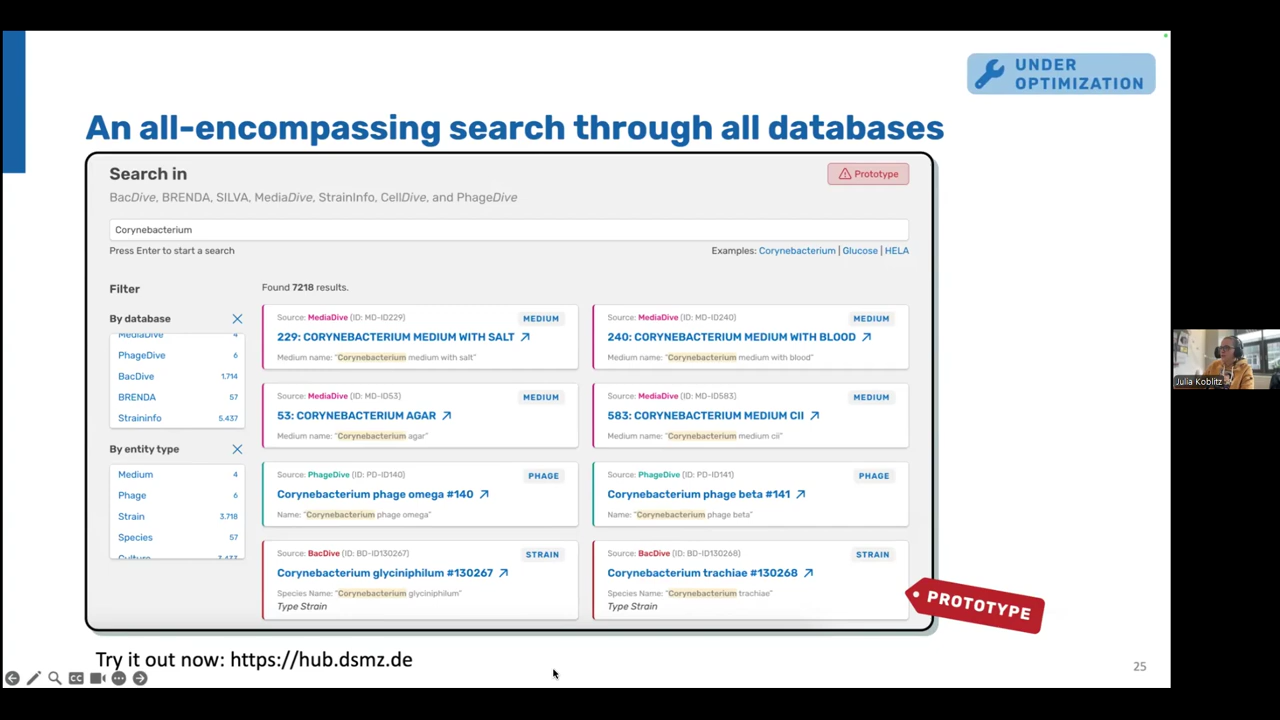 UNDER
OPTIMIZATION
An all-encompassing search through all databases
Search in
Prototype
BacDive, BRENDA, SILVA, MediaDive, StrainInfo, CellDive, and PhageDive
Corynebacterium
Press Enter to start a search
Examples: Corynebacterium | Glucose | HELA
Filter
Found 7218 results.
By database
MediaDive 4
PhageDive 6
BacDive 1.714
BRENDA 57
Straininfo 5.437
By entity type
Medium 4
Phage 6
Strain 3.718
Species 57
Culture 3.433
Source: MediaDive (ID: MD-ID229) MEDIUM
229: CORYNEBACTERIUM MEDIUM WITH SALT
Medium name: "Corynebacterium medium with salt"
Source: MediaDive (ID: MD-ID240) MEDIUM
240: CORYNEBACTERIUM MEDIUM WITH BLOOD
Medium name: "Corynebacterium medium with blood"
Source: MediaDive (ID: MD-ID53) MEDIUM
53: CORYNEBACTERIUM AGAR
Medium name: "Corynebacterium agar"
Source: MediaDive (ID: MD-ID583) MEDIUM
583: CORYNEBACTERIUM MEDIUM CII
Medium name: "Corynebacterium medium cii"
Source: PhageDive (ID: PD-ID140) PHAGE
Corynebacterium phage omega #140
Name: "Corynebacterium phage omega"
Source: PhageDive (ID: PD-ID141) PHAGE
Corynebacterium phage beta #141
Name: "Corynebacterium phage beta"
Source: BacDive (ID: BD-ID130267) STRAIN
Corynebacterium glyciniphilum #130267
Species Name: "Corynebacterium glyciniphilum"
Type Strain
Source: BacDive (ID: BD-ID130268) STRAIN
Corynebacterium trachiae #130268
Species Name: "Corynebacterium trachiae"
Type Strain
PROTOTYPE
Try it out now: https://hub.dsmz.de
25
CC
Julia Koblitz